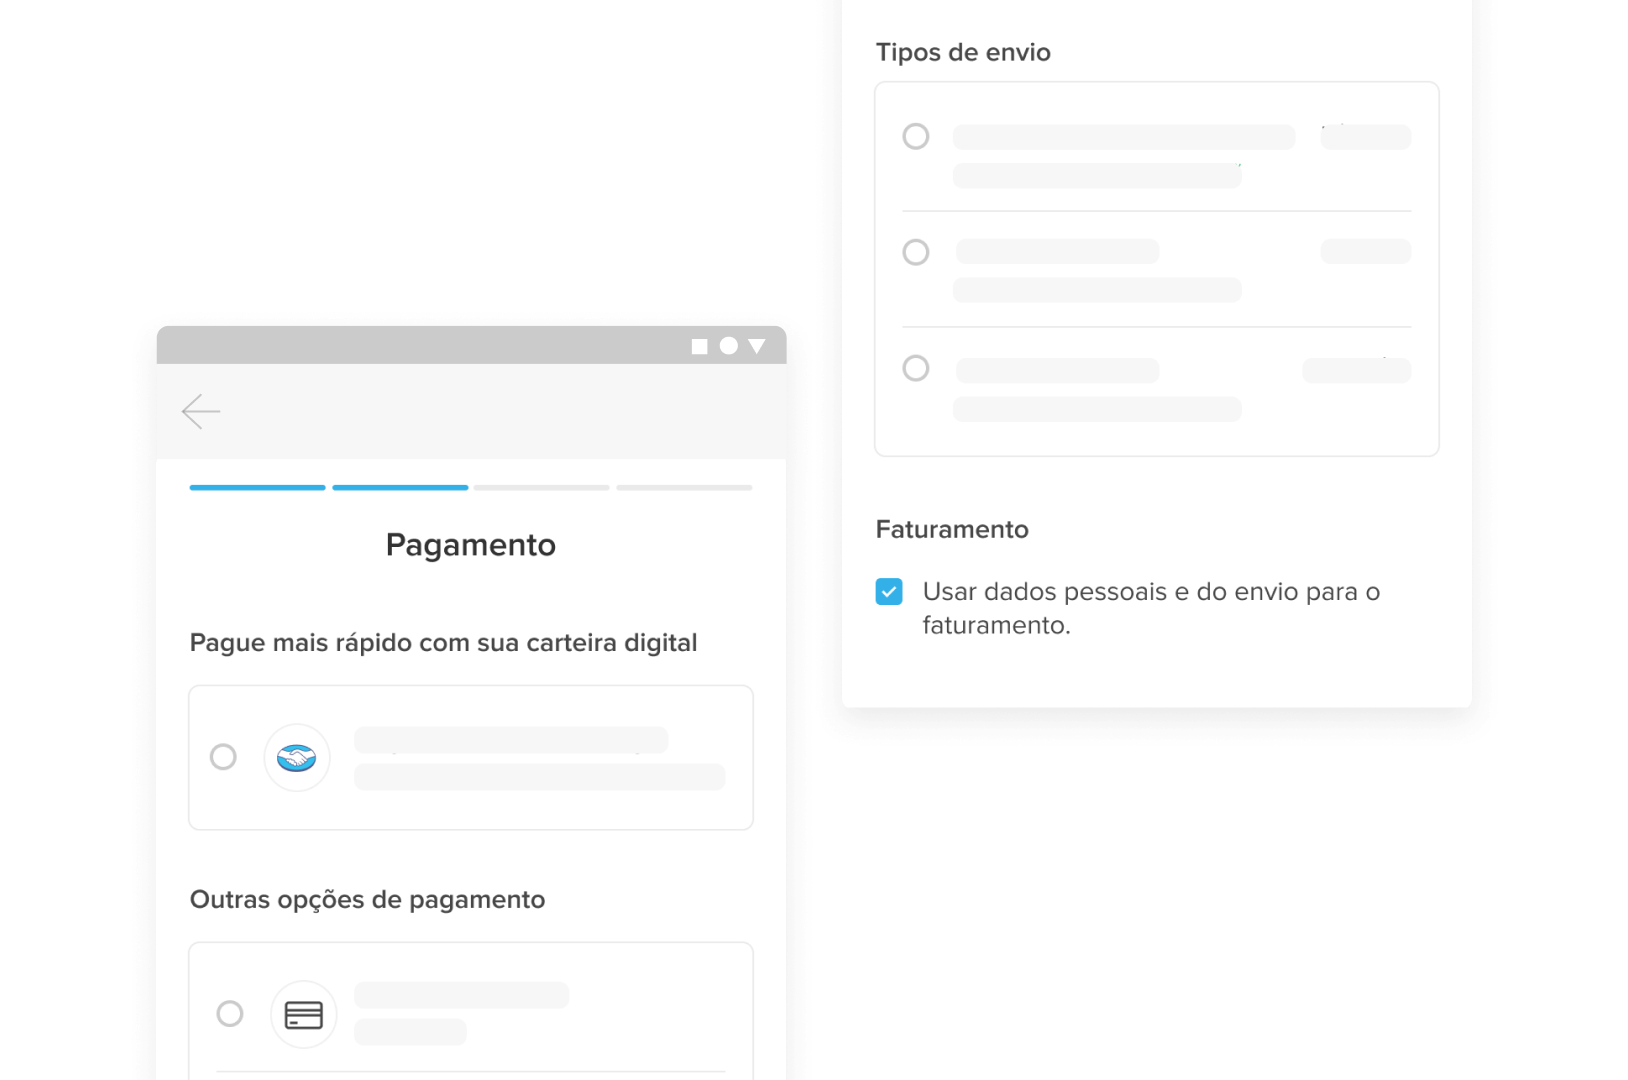 Pagamento
Pague mais rápido com sua carteira digital
Outras opções de pagamento
Tipos de envio
Faturamento
Usar dados pessoais e do envio para o
faturamento.